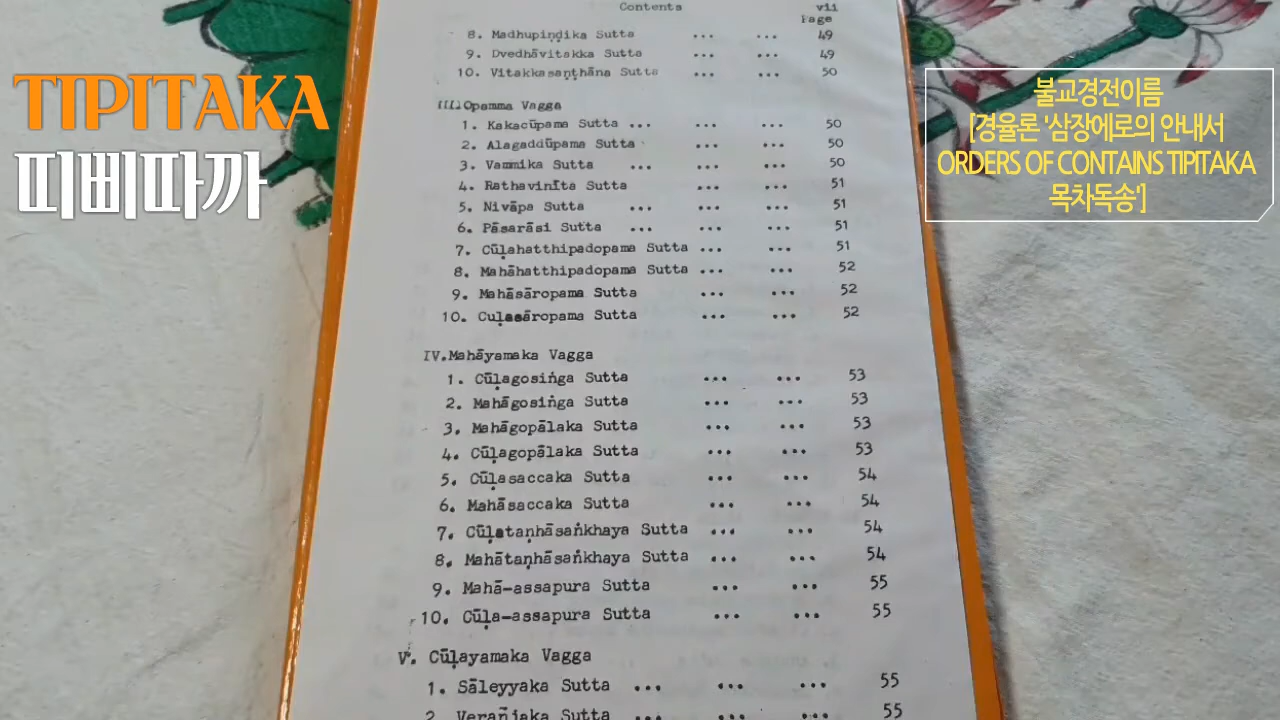 TIPITAKA
띠삐따까
불교경전이름
[경율론 '삼장에로의 안내서
ORDERS OF CONTAINS TIPITAKA
목차독송']
Contents vii
Page
8. Madhupiṇḍika Sutta ... ... 49
9. Dvedhāvitakka Sutta ... ... 49
10. Vitakkasaṇṭhāna Sutta ... ... 50
III. Opamma Vagga
1. Kakacūpama Sutta ... ... ... 50
2. Alagaddūpama Sutta ... ... 50
3. Vammika Sutta ... ... ... 50
4. Rathavinīta Sutta ... ... 51
5. Nivāpa Sutta ... ... ... 51
6. Pāsarāsi Sutta ... ... ... 51
7. Cūḷahatthipadopama Sutta ... ... 51
8. Mahāhatthipadopama Sutta ... ... 52
9. Mahāsāropama Sutta ... ... 52
10. Cuḷasāropama Sutta ... ... 52
IV. Mahāyamaka Vagga
1. Cūḷagosiṅga Sutta ... ... 53
2. Mahāgosiṅga Sutta ... ... 53
3. Mahāgopālaka Sutta ... ... 53
4. Cūḷagopālaka Sutta ... ... 53
5. Cūḷasaccaka Sutta ... ... 54
6. Mahāsaccaka Sutta ... ... 54
7. Cūḷataṇhāsaṅkhaya Sutta ... ... 54
8. Mahātaṇhāsaṅkhaya Sutta ... ... 54
9. Mahā-assapura Sutta ... ... 55
10. Cūḷa-assapura Sutta ... ... 55
V. Cūḷayamaka Vagga
1. Sāleyyaka Sutta ... ... ... 55
2. Verañjaka Sutta ... ... ... 55